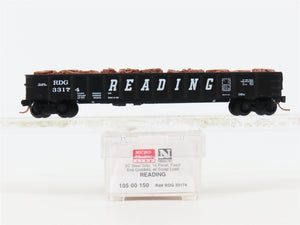 RDG
33174
READING
MICRO
TRAINS
LINE
N
50' Steel Side, 14 Panel, Fixed
End Gondola, w/ Scrap Load
READING
105 00 150 Rd# RDG 33174